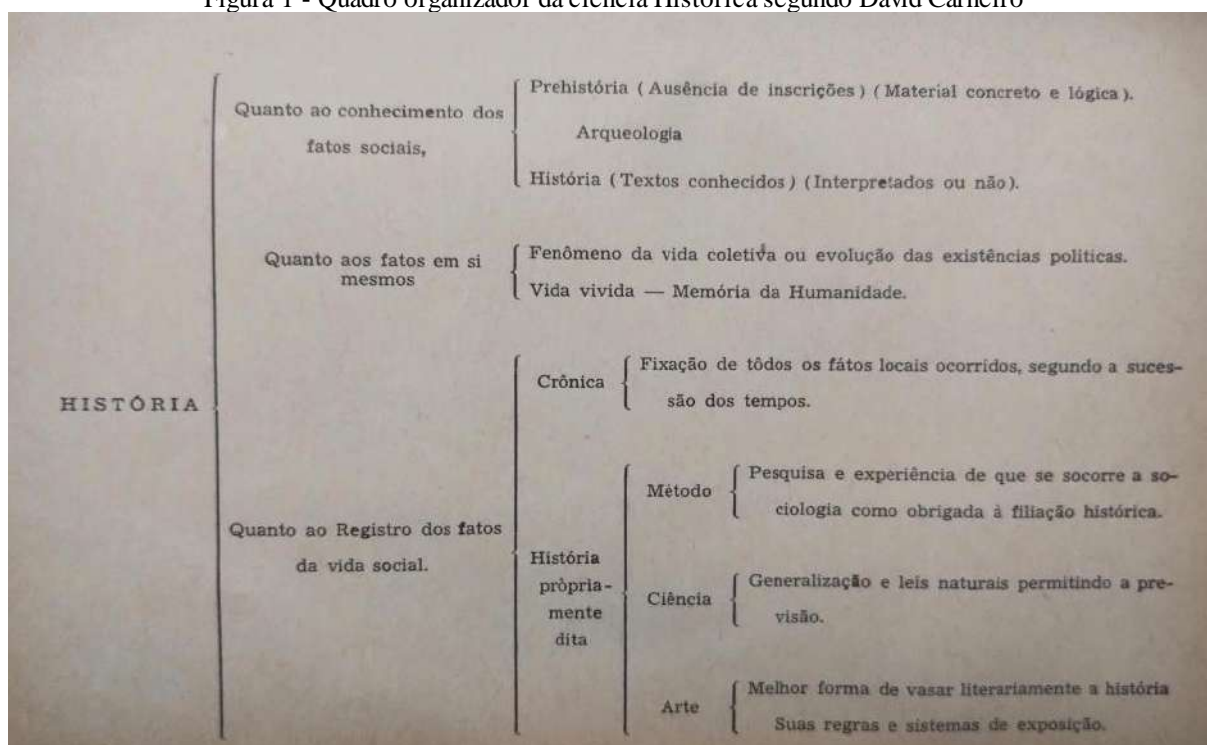 Figura 1 - Quadro organizador da ciência Histórica segundo David Carneiro
HISTÓRIA
Quanto ao conhecimento dos
fatos sociais,
Prehistória ( Ausência de inscrições ) ( Material concreto e lógica ).
Arqueologia
História ( Textos conhecidos ) ( Interpretados ou não ).
Quanto aos fatos em si
mesmos
Fenômeno da vida coletiva ou evolução das existências políticas.
Vida vivida — Memória da Humanidade.
Quanto ao Registro dos fatos
da vida social.
Crônica
Fixação de tôdos os fátos locais ocorridos, segundo a suces-
são dos tempos.
História
pròpria-
mente
dita
Método
Pesquisa e experiência de que se socorre a so-
ciologia como obrigada à filiação histórica.
Ciência
Generalização e leis naturais permitindo a pre-
visão.
Arte
Melhor forma de vasar literariamente a história
Suas regras e sistemas de exposição.